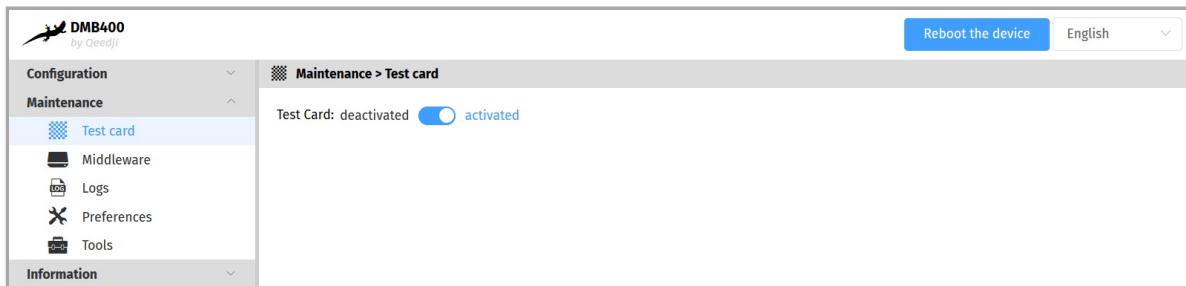 DMB400
by Qeedji
Reboot the device
English
Configuration
Maintenance
Test card
Middleware
LOG
Logs
Preferences
Tools
Information
Maintenance > Test card
Test Card: deactivated activated